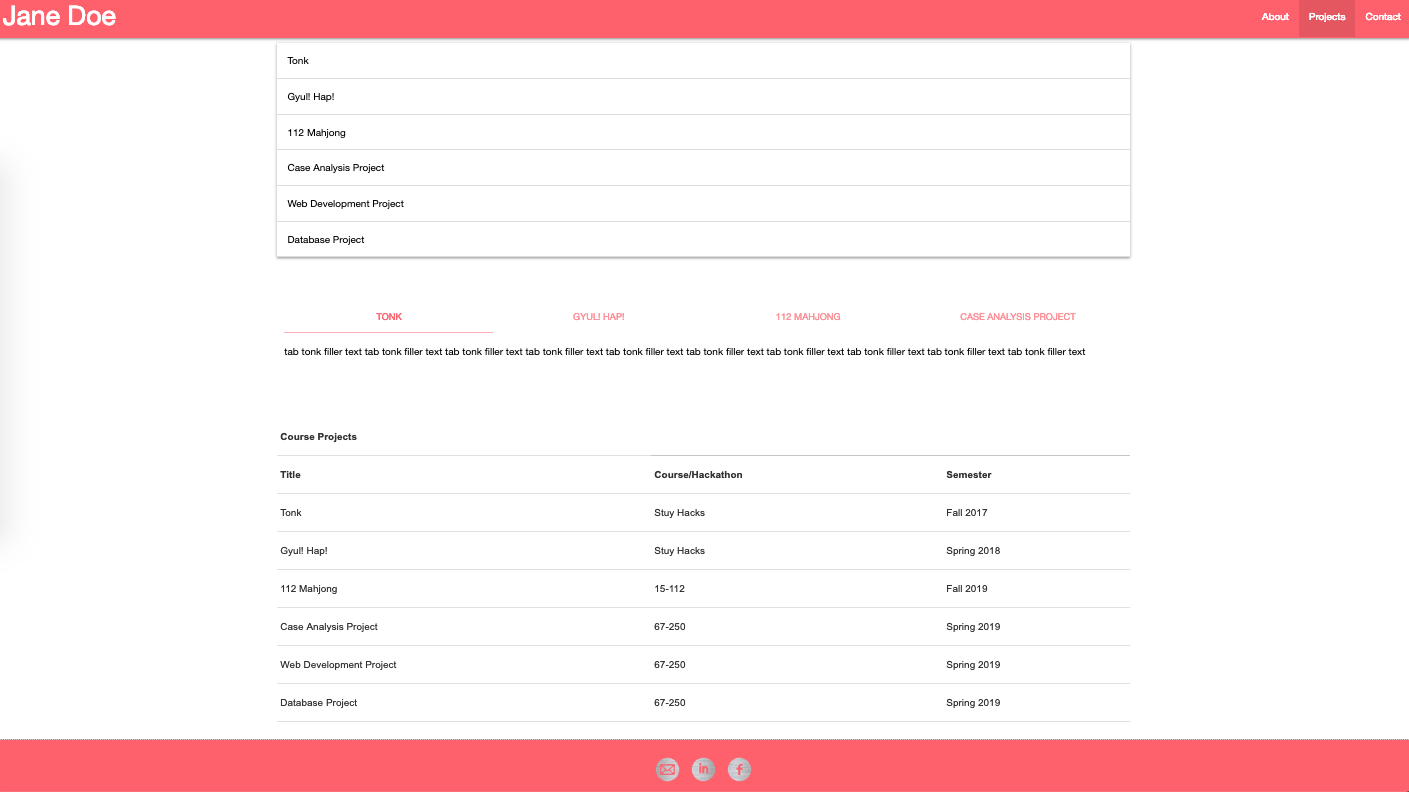 Jane Doe
About Projects Contact
Tonk
Gyul! Hap!
112 Mahjong
Case Analysis Project
Web Development Project
Database Project
TONK GYUL! HAP! 112 MAHJONG CASE ANALYSIS PROJECT
tab tonk filler text tab tonk filler text tab tonk filler text tab tonk filler text tab tonk filler text tab tonk filler text tab tonk filler text tab tonk filler text tab tonk filler text tab tonk filler text
Course Projects
Title Course/Hackathon Semester
Tonk Stuy Hacks Fall 2017
Gyul! Hap! Stuy Hacks Spring 2018
112 Mahjong 15-112 Fall 2019
Case Analysis Project 67-250 Spring 2019
Web Development Project 67-250 Spring 2019
Database Project 67-250 Spring 2019
in f